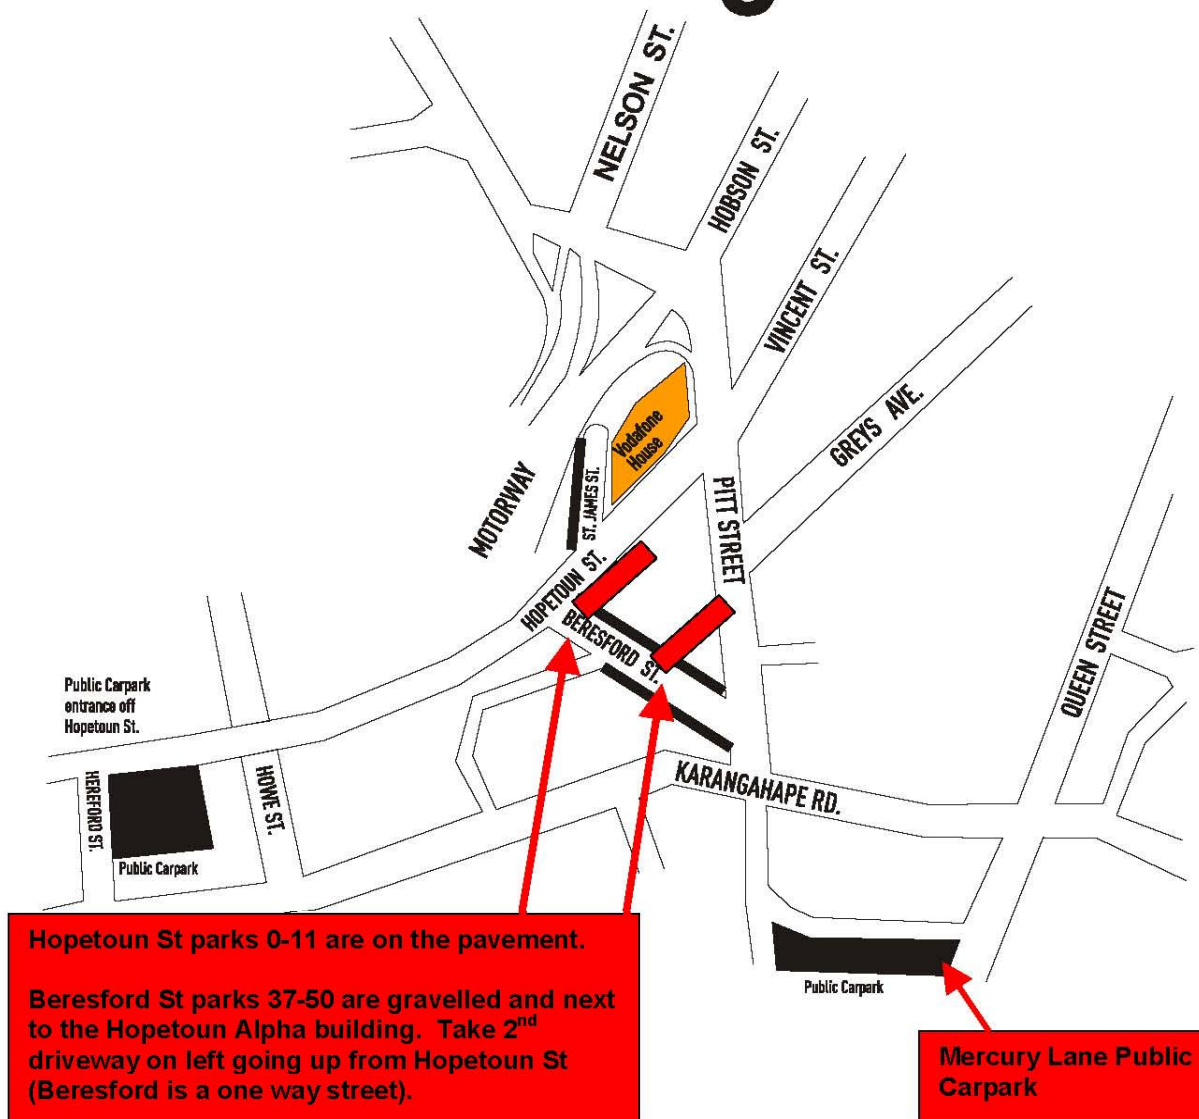 NELSON ST.
HOBSON ST.
VINCENT ST.
GREYS AVE.
Vodafone
House
MOTORWAY
ST. JAMES ST.
PITT STREET
HOPETOUN ST.
BERESFORD ST.
QUEEN STREET
Public Carpark
entrance off
Hopetoun St.
HEREFORD ST.
HOWE ST.
KARANGAHAPE RD.
Public Carpark
Public Carpark
Hopetoun St parks 0-11 are on the pavement.
Beresford St parks 37-50 are gravelled and next
to the Hopetoun Alpha building. Take 2nd
driveway on left going up from Hopetoun St
(Beresford is a one way street).
Mercury Lane Public
Carpark